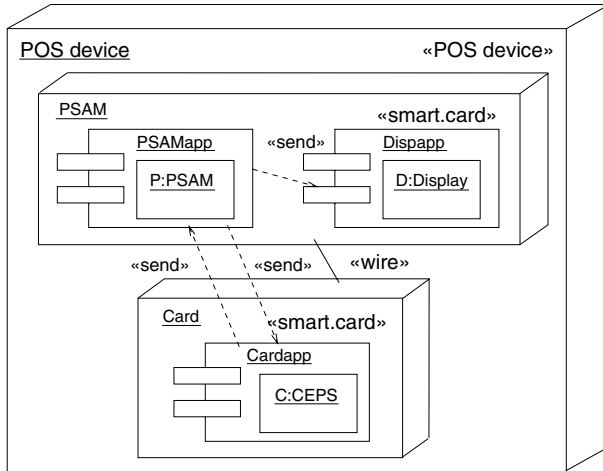 POS device
«POS device»
PSAM
«smart.card»
PSAMapp
«send»
Dispapp
P:PSAM
D:Display
«send»
«send»
«wire»
Card
«smart.card»
Cardapp
C:CEPS